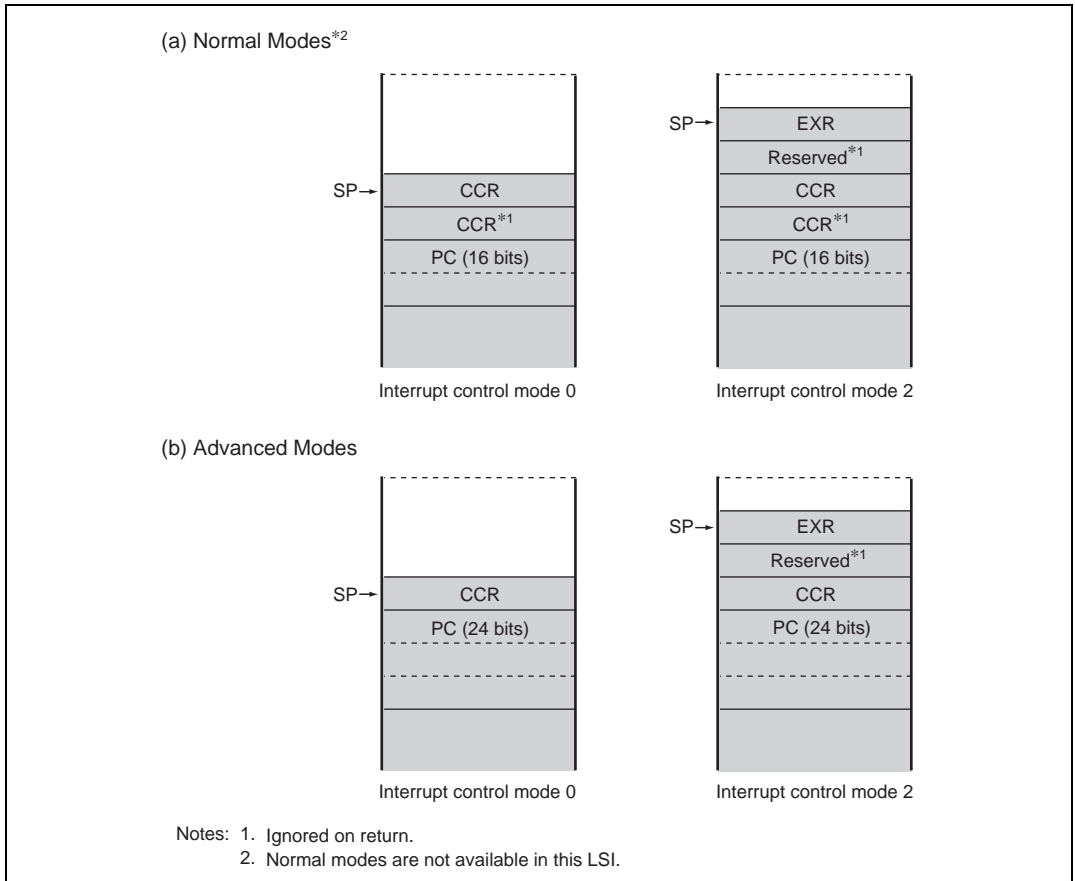 (a) Normal Modes*2
SP→ CCR
CCR*1
PC (16 bits)
Interrupt control mode 0
SP→ EXR
Reserved*1
CCR
CCR*1
PC (16 bits)
Interrupt control mode 2
(b) Advanced Modes
SP→ CCR
PC (24 bits)
Interrupt control mode 0
SP→ EXR
Reserved*1
CCR
PC (24 bits)
Interrupt control mode 2
Notes: 1. Ignored on return.
2. Normal modes are not available in this LSI.